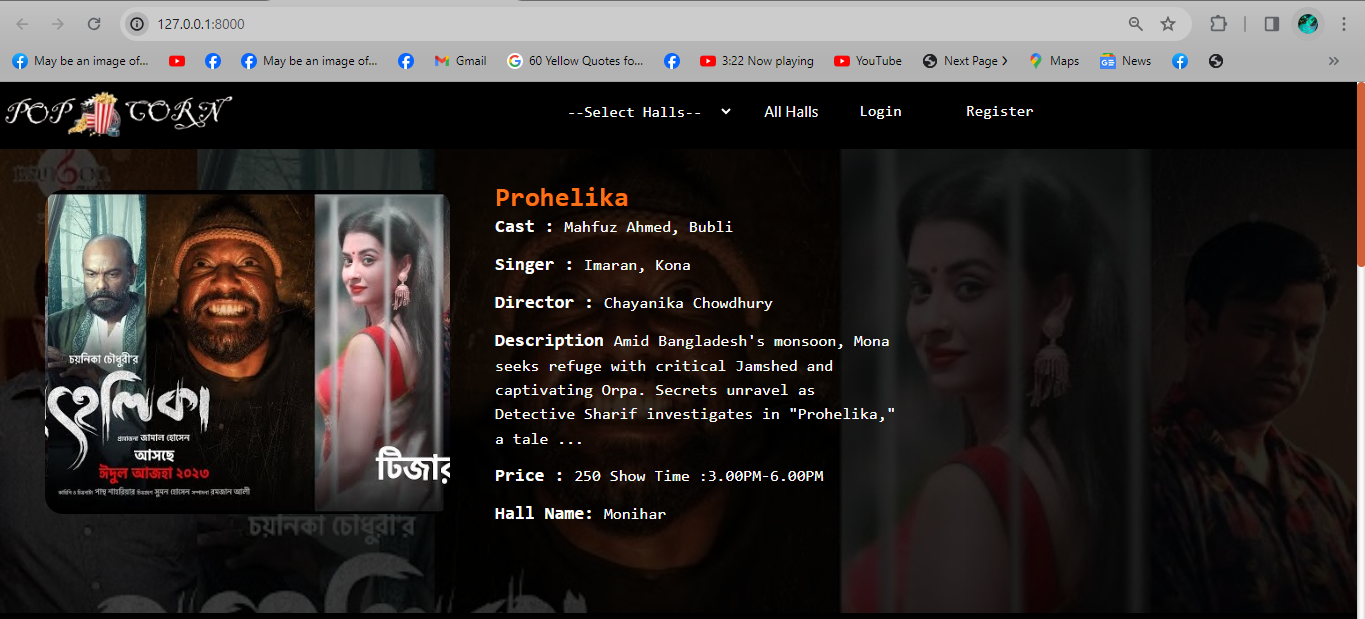 127.0.0.1:8000
May be an image of...
May be an image of...
Gmail
60 Yellow Quotes fo...
3:22 Now playing
YouTube
Next Page
Maps
News
POP CORN
--Select Halls--
All Halls
Login
Register
Prohelika
Cast : Mahfuz Ahmed, Bubli
Singer : Imaran, Kona
Director : Chayanika Chowdhury
Description Amid Bangladesh's monsoon, Mona
seeks refuge with critical Jamshed and
captivating Orpa. Secrets unravel as
Detective Sharif investigates in "Prohelika,"
a tale ...
Price : 250 Show Time :3.00PM-6.00PM
Hall Name: Monihar
চয়নিকা চৌধুরী'র
প্রযোজনা জামাল হোসেন
আসছে
ঈদুল আজহা ২০২৩
টিজার
চয়নিকা চৌধুরী'র